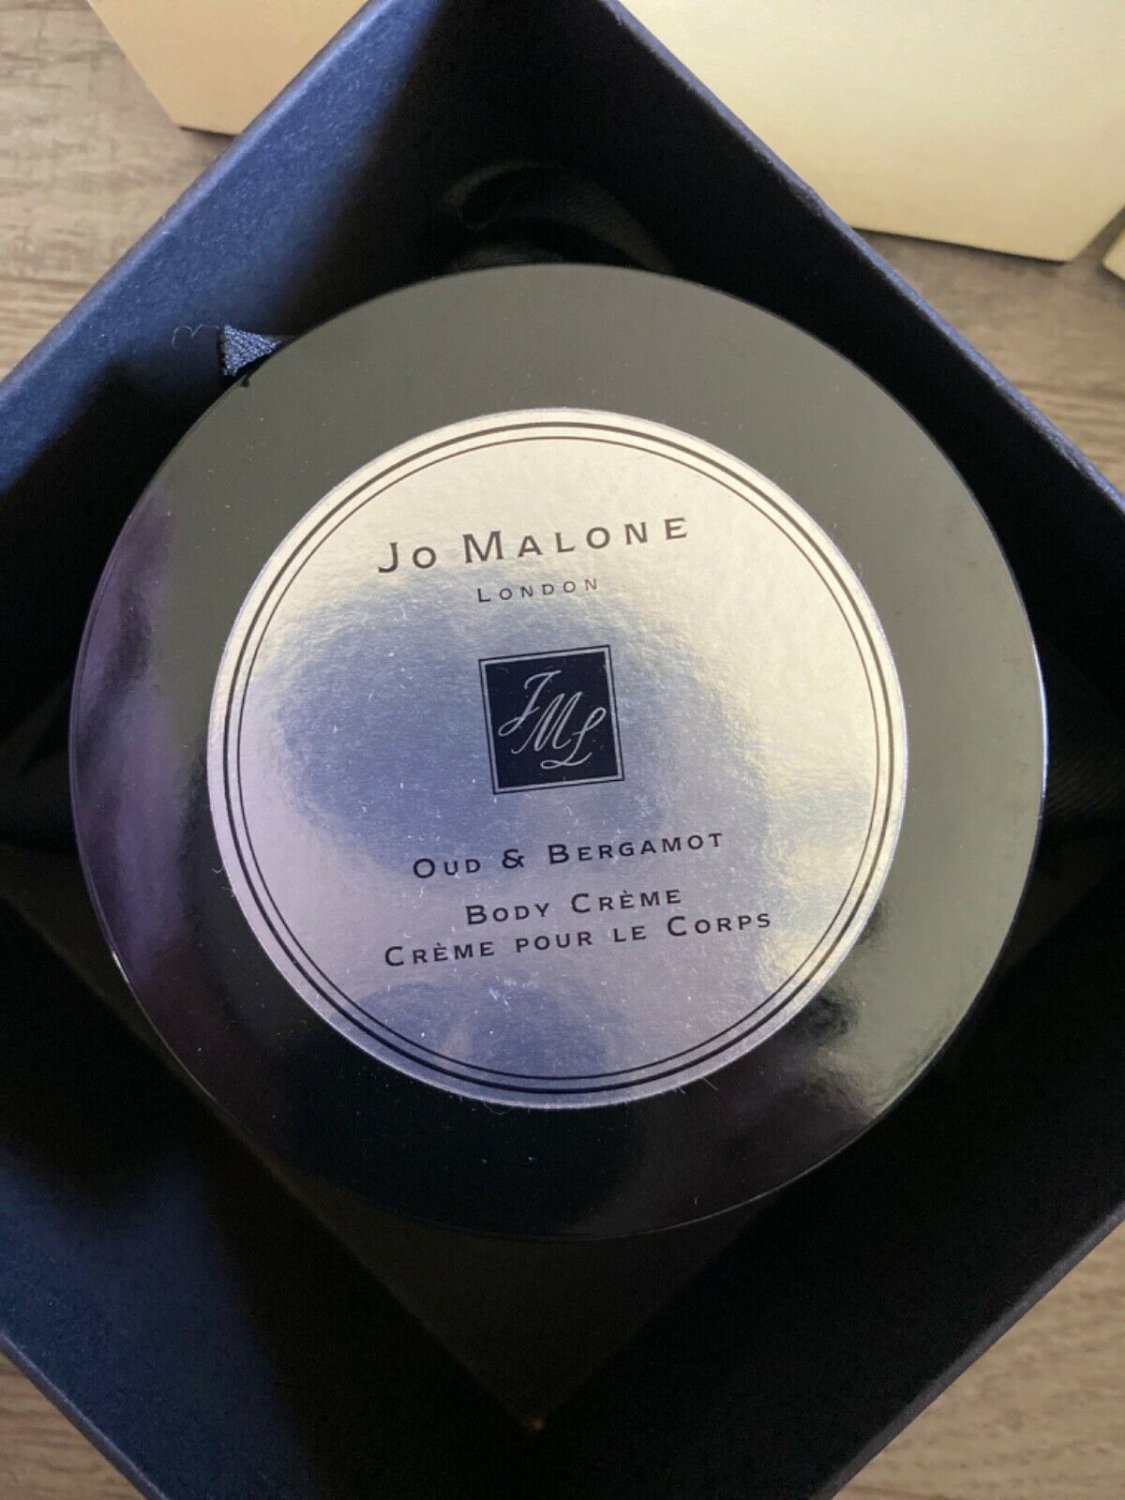 Jo Malone
London
JML
Oud & Bergamot
Body Crème
Crème pour le Corps